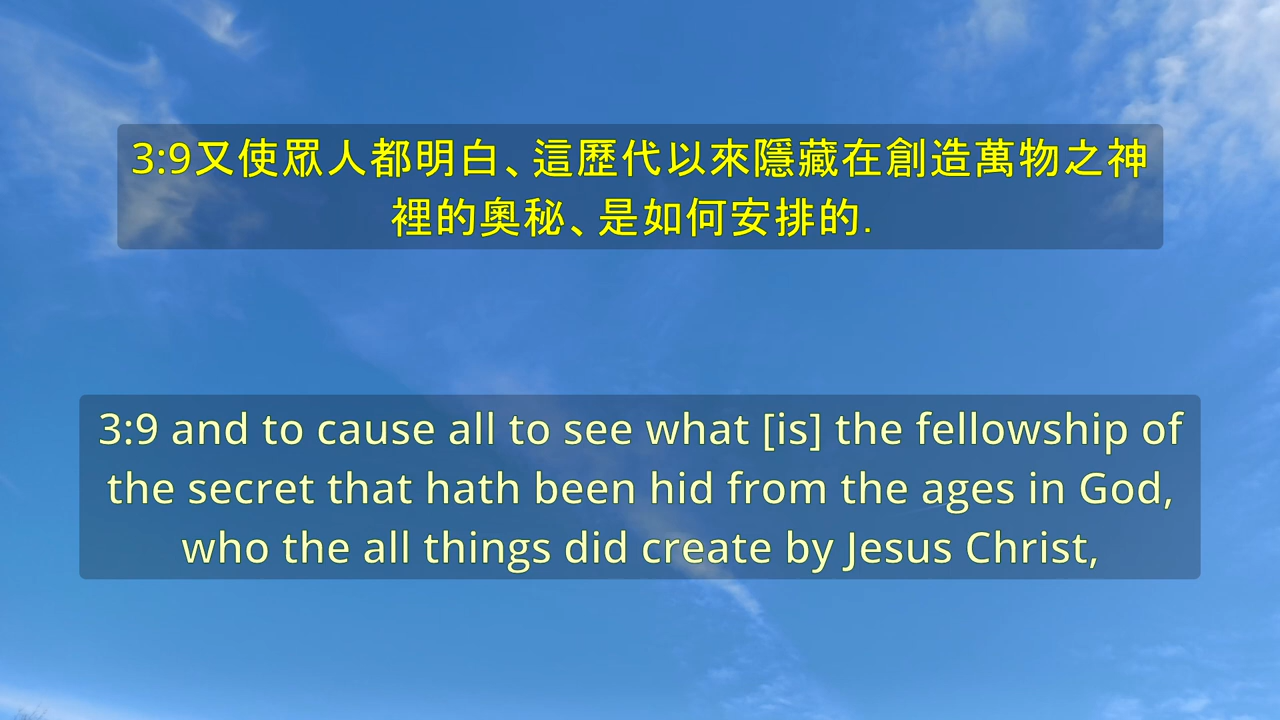 3:9又使眾人都明白、這歷代以來隱藏在創造萬物之神
裡的奧秘、是如何安排的.
3:9 and to cause all to see what [is] the fellowship of
the secret that hath been hid from the ages in God,
who the all things did create by Jesus Christ,